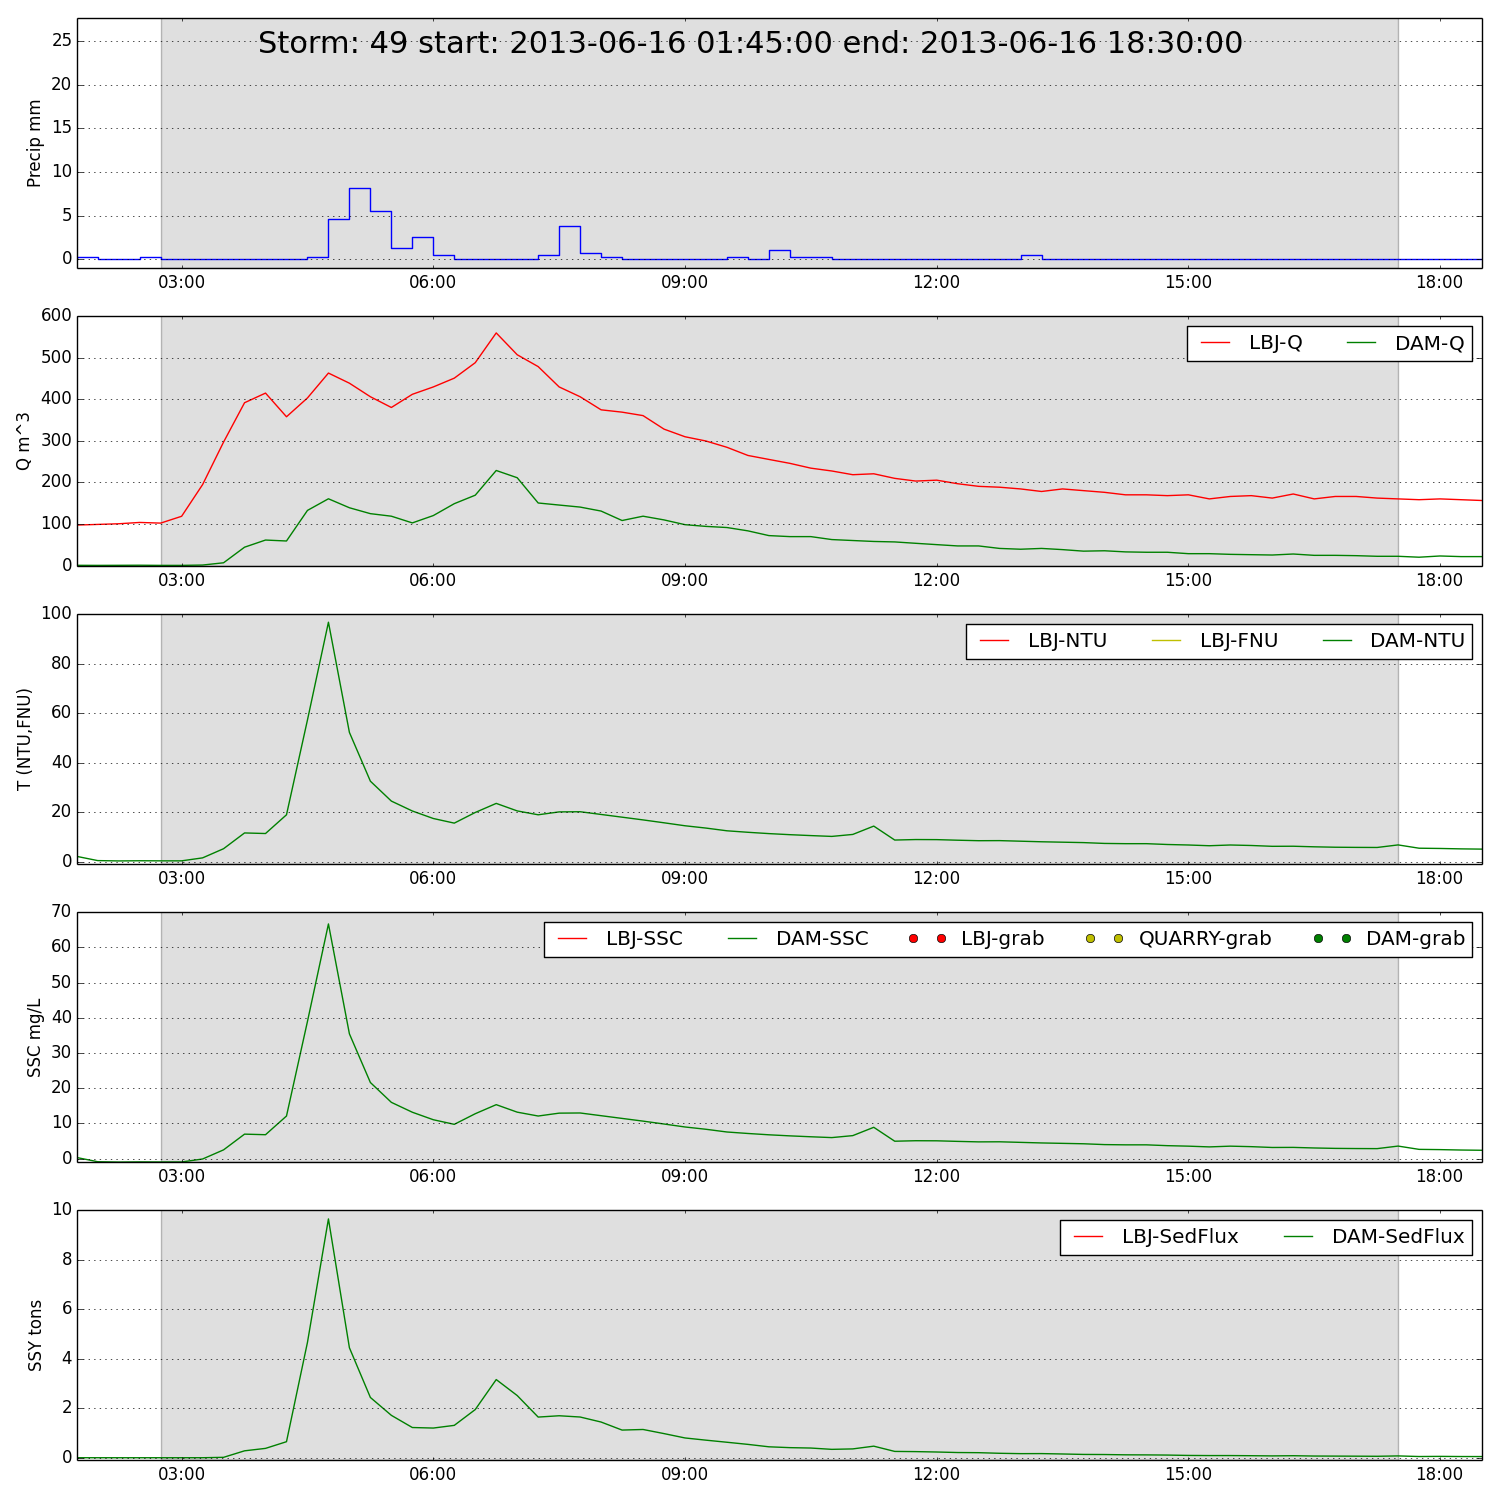 Storm: 49 start: 2013-06-16 01:45:00 end: 2013-06-16 18:30:00
Precip mm
25
20
15
10
5
0
03:00 06:00 09:00 12:00 15:00 18:00
LBJ-Q DAM-Q
Q m^3
600
500
400
300
200
100
0
03:00 06:00 09:00 12:00 15:00 18:00
LBJ-NTU LBJ-FNU DAM-NTU
T (NTU,FNU)
100
80
60
40
20
0
03:00 06:00 09:00 12:00 15:00 18:00
LBJ-SSC DAM-SSC LBJ-grab QUARRY-grab DAM-grab
SSC mg/L
70
60
50
40
30
20
10
0
03:00 06:00 09:00 12:00 15:00 18:00
LBJ-SedFlux DAM-SedFlux
SSY tons
10
8
6
4
2
0
03:00 06:00 09:00 12:00 15:00 18:00